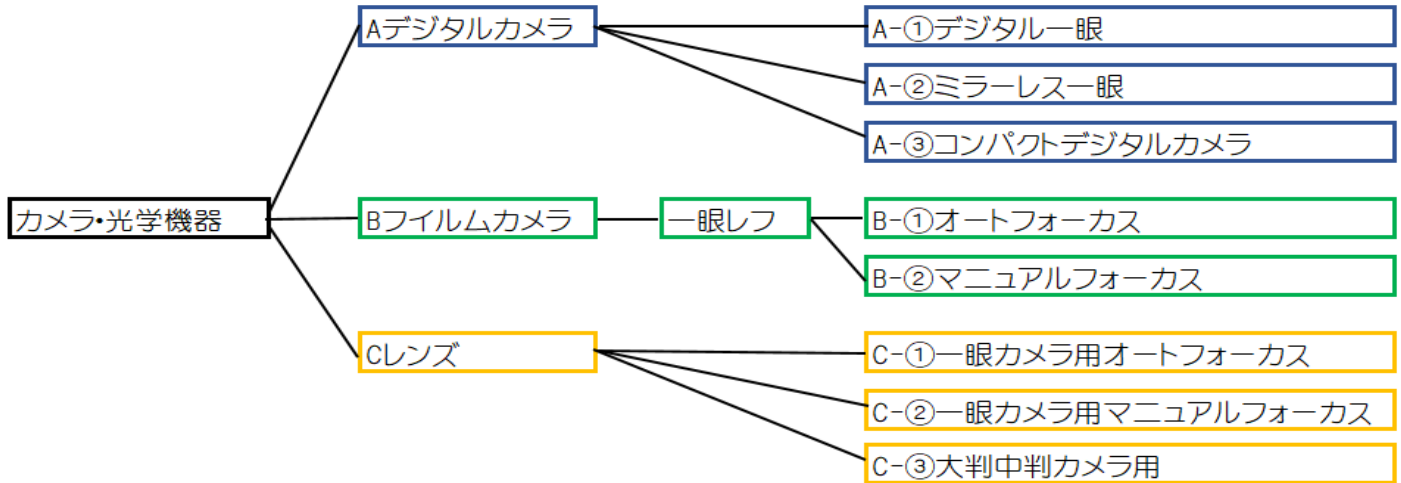 Aデジタルカメラ
A-①デジタル一眼
A-②ミラーレス一眼
A-③コンパクトデジタルカメラ
カメラ・光学機器
Bフイルムカメラ
一眼レフ
B-①オートフォーカス
B-②マニュアルフォーカス
Cレンズ
C-①一眼カメラ用オートフォーカス
C-②一眼カメラ用マニュアルフォーカス
C-③大判中判カメラ用